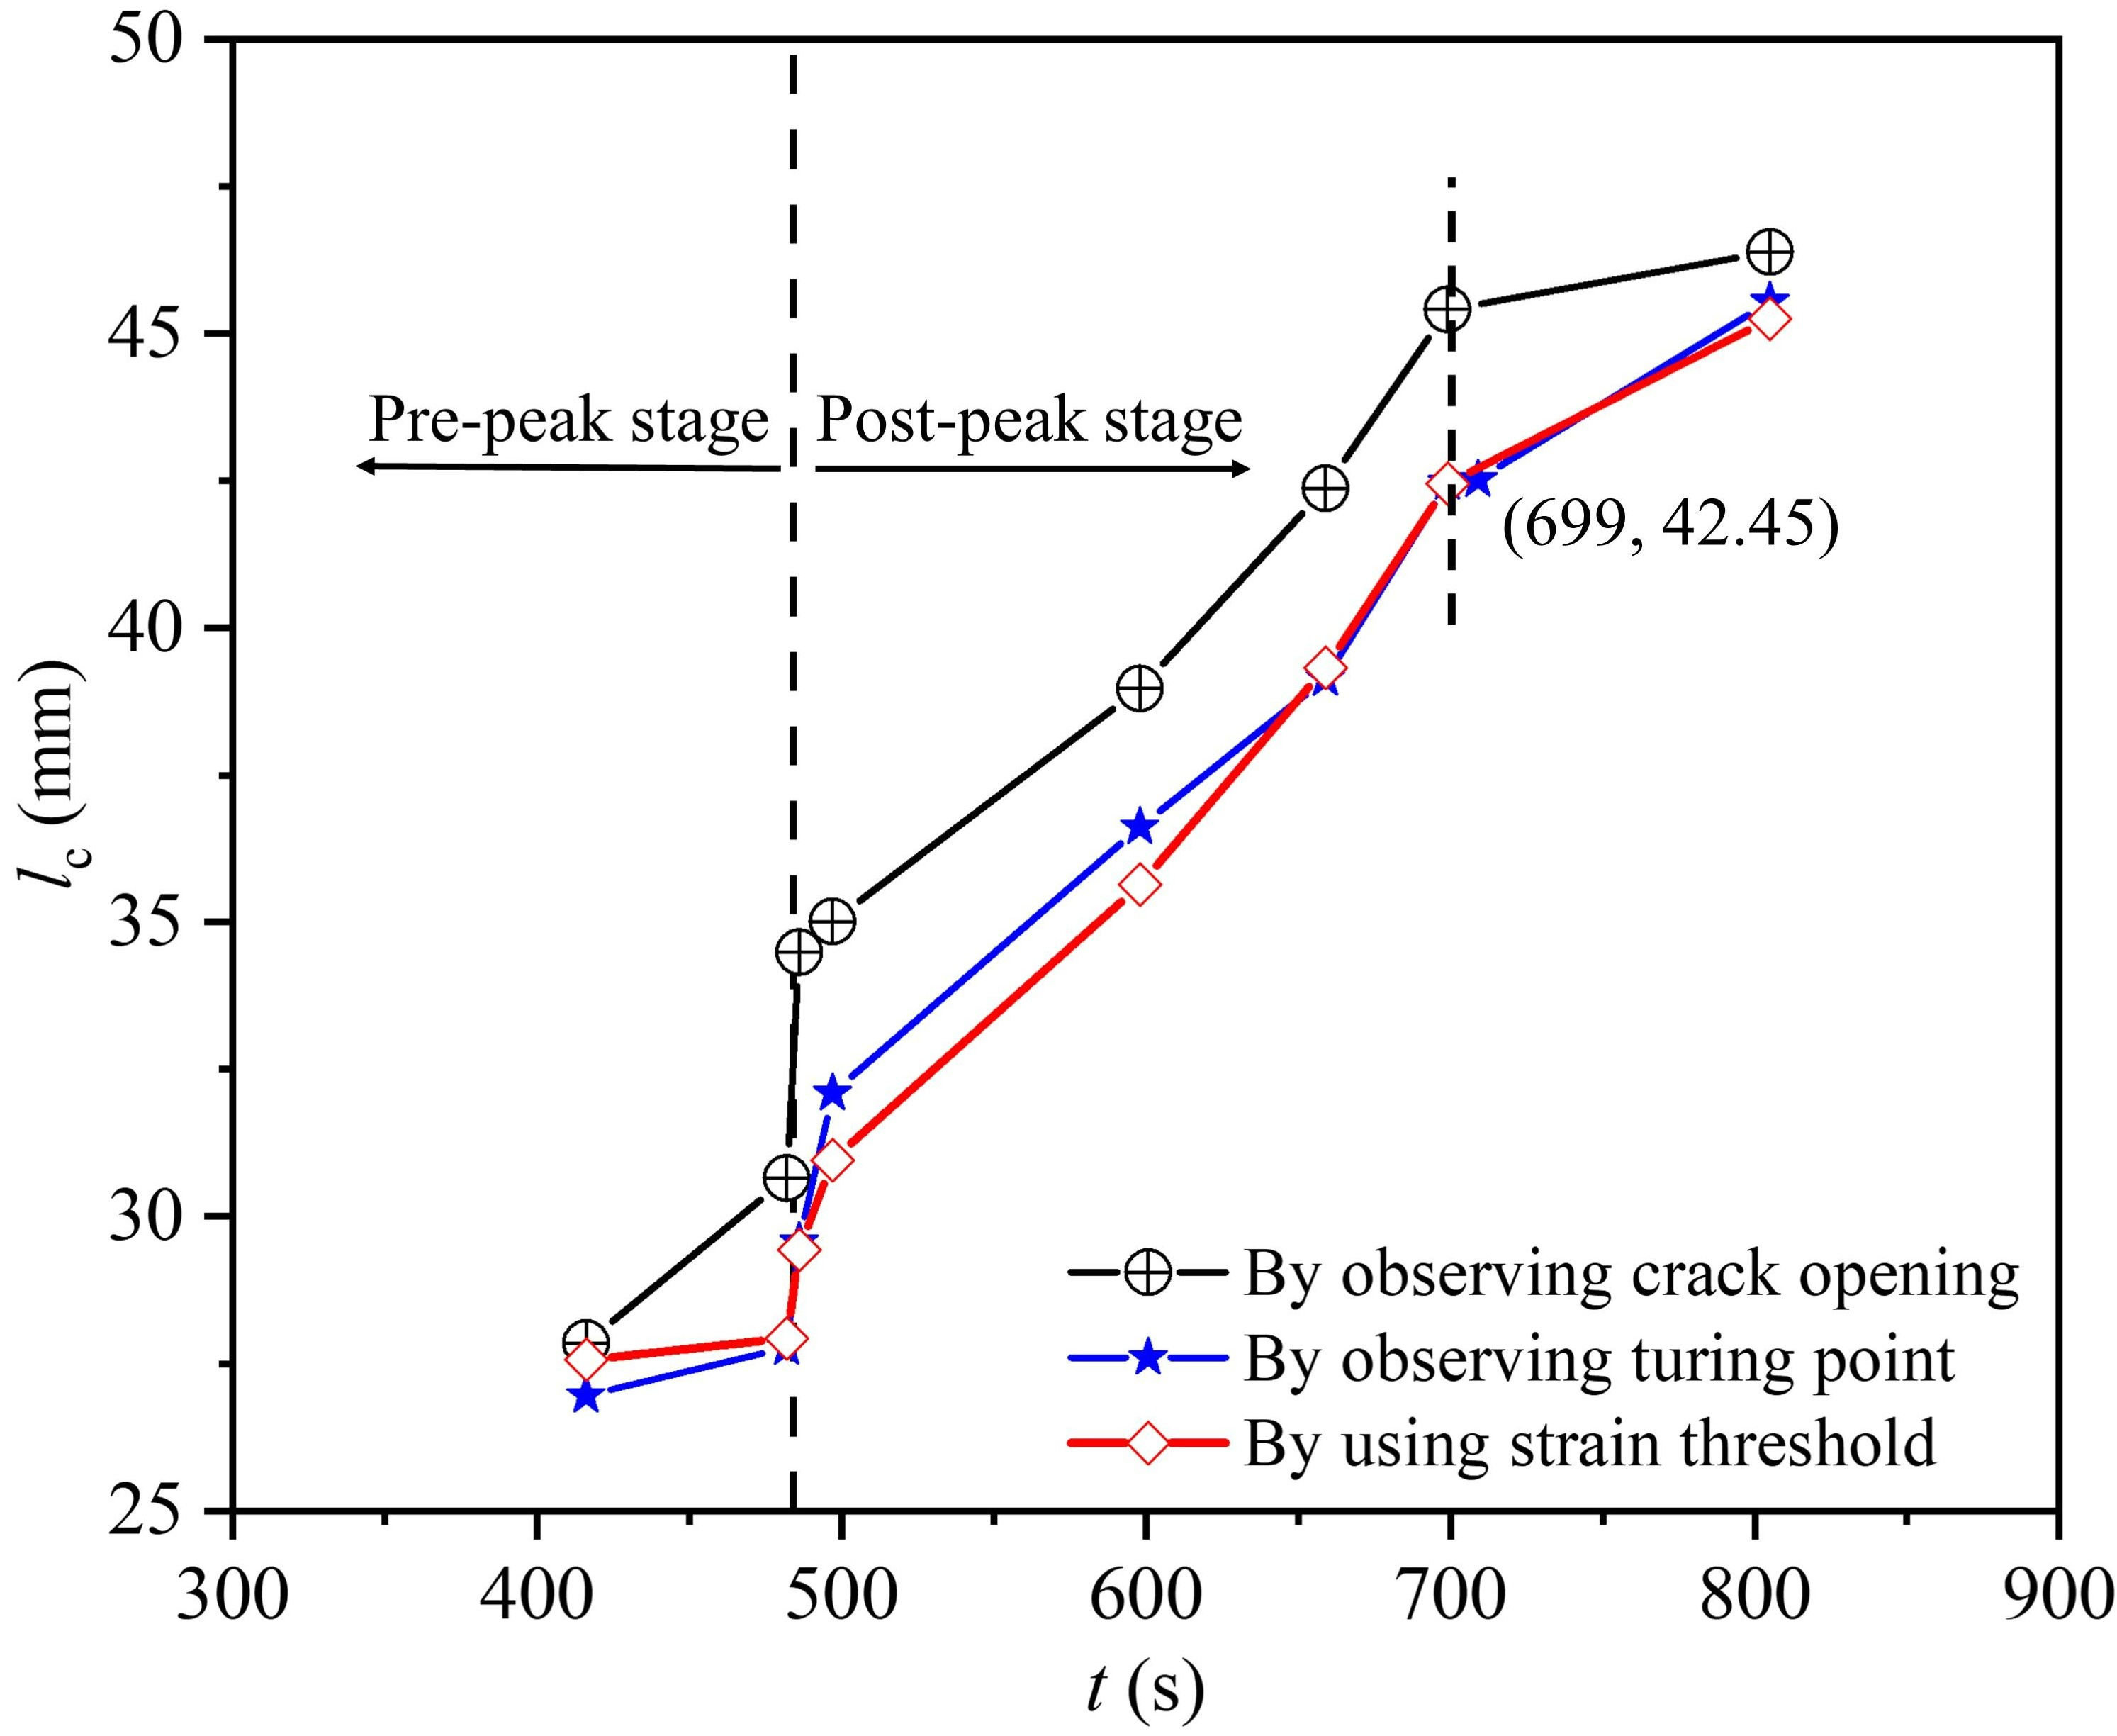 50
45
40
35
30
25
lc (mm)
Pre-peak stage
Post-peak stage
(699, 42.45)
By observing crack opening
By observing turing point
By using strain threshold
300 400 500 600 700 800 900
t (s)